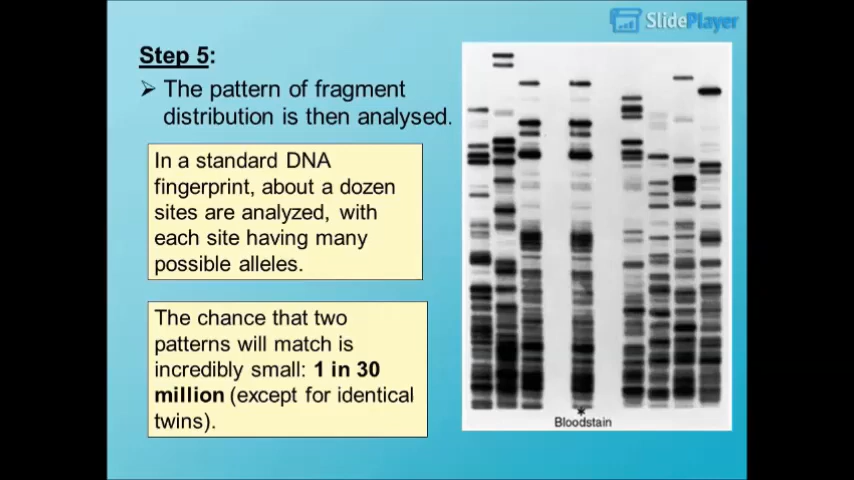 SlidePlayer
Step 5:
The pattern of fragment
distribution is then analysed.
In a standard DNA
fingerprint, about a dozen
sites are analyzed, with
each site having many
possible alleles.
The chance that two
patterns will match is
incredibly small: 1 in 30
million (except for identical
twins).
*
Bloodstain